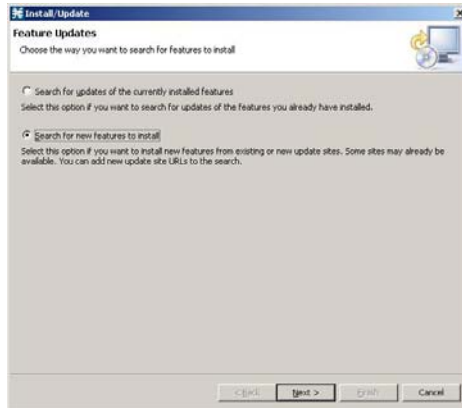 Install/Update
Feature Updates
Choose the way you want to search for features to install
Search for updates of the currently installed features
Select this option if you want to search for updates of the features you already have installed.
Search for new features to install
Select this option if you want to install new features from existing or new update sites. Some sites may already be
available. You can add new update site URLs to the search.
< Back Next > Finish Cancel